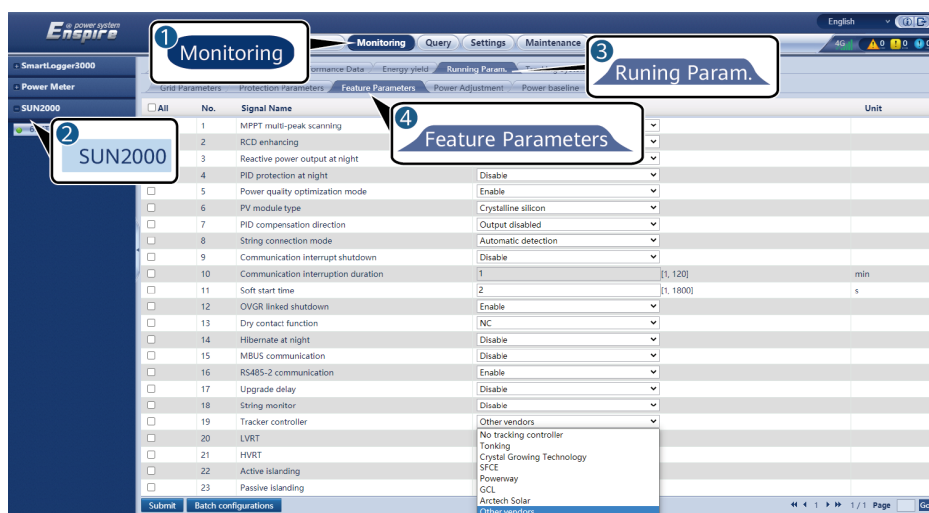 @ power system
Enspire
English
1 Monitoring
Monitoring Query Settings Maintenance
4G 0 0 0
3 Runing Param.
+ SmartLogger3000
+ Power Meter
- SUN2000
2 SUN2000
ormance Data Energy yield Running Param.
Grid Parameters Protection Parameters Feature Parameters Power Adjustment Power baseline
4 Feature Parameters
All No. Signal Name Unit
1 MPPT multi-peak scanning
2 RCD enhancing
3 Reactive power output at night
4 PID protection at night Disable
5 Power quality optimization mode Enable
6 PV module type Crystalline silicon
7 PID compensation direction Output disabled
8 String connection mode Automatic detection
9 Communication interrupt shutdown Disable
10 Communication interruption duration 1 [1, 120] min
11 Soft start time 2 [1, 1800] s
12 OVGR linked shutdown Enable
13 Dry contact function NC
14 Hibernate at night Disable
15 MBUS communication Disable
16 RS485-2 communication Enable
17 Upgrade delay Disable
18 String monitor Disable
19 Tracker controller Other vendors
No tracking controller
20 LVRT Tonking
21 HVRT Crystal Growing Technology
SFCE
22 Active islanding Powerway
GCL
23 Passive islanding Arctech Solar
Other vendors
Submit Batch configurations 1 1/1 Page Go